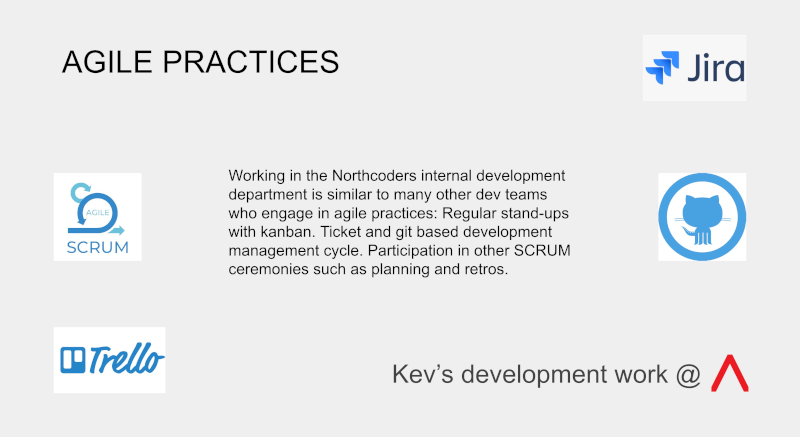 AGILE PRACTICES
Jira
AGILE
SCRUM
Working in the Northcoders internal development
department is similar to many other dev teams
who engage in agile practices: Regular stand-ups
with kanban. Ticket and git based development
management cycle. Participation in other SCRUM
ceremonies such as planning and retros.
Trello
Kev’s development work @